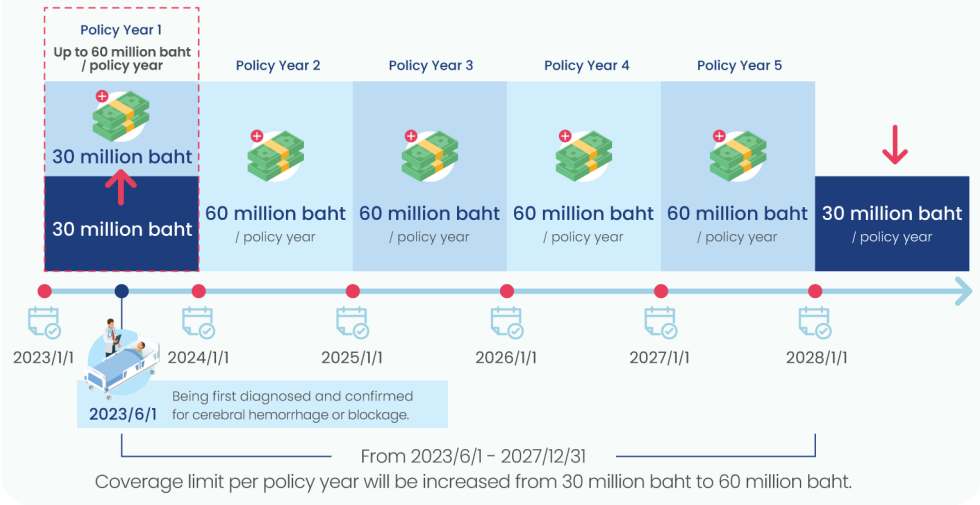 Policy Year 1
Up to 60 million baht
/ policy year
Policy Year 2
Policy Year 3
Policy Year 4
Policy Year 5
30 million baht
30 million baht
60 million baht
/ policy year
60 million baht
/ policy year
60 million baht
/ policy year
60 million baht
/ policy year
30 million baht
/ policy year
2023/1/1
2024/1/1
2025/1/1
2026/1/1
2027/1/1
2028/1/1
2023/6/1
Being first diagnosed and confirmed
for cerebral hemorrhage or blockage.
From 2023/6/1 - 2027/12/31
Coverage limit per policy year will be increased from 30 million baht to 60 million baht.